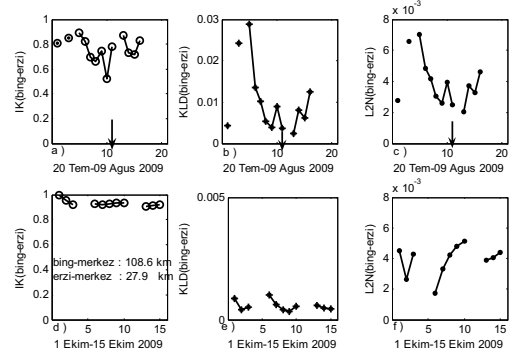 1
0.8
0.6
0.4
0.2
0
IK(bing-erzi)
a )
10
20
20 Tem-09 Agus 2009
0.03
0.02
0.01
0
KLD(bing-erzi)
b )
10
20
20 Tem-09 Agus 2009
8 x 10⁻³
6
4
2
0
L2N(bing-erzi)
c )
10
20
20 Tem-09 Agus 2009
1
0.8
0.6
0.4
0.2
0
IK(bing-erzi)
bing-merkez : 108.6 km
erzi-merkez : 27.9 km
d )
5
10
15
1 Ekim-15 Ekim 2009
0.005
0
KLD(bing-erzi)
e )
5
10
15
1 Ekim-15 Ekim 2009
8 x 10⁻³
6
4
2
0
L2N(bing-erzi)
f )
5
10
15
1 Ekim-15 Ekim 2009